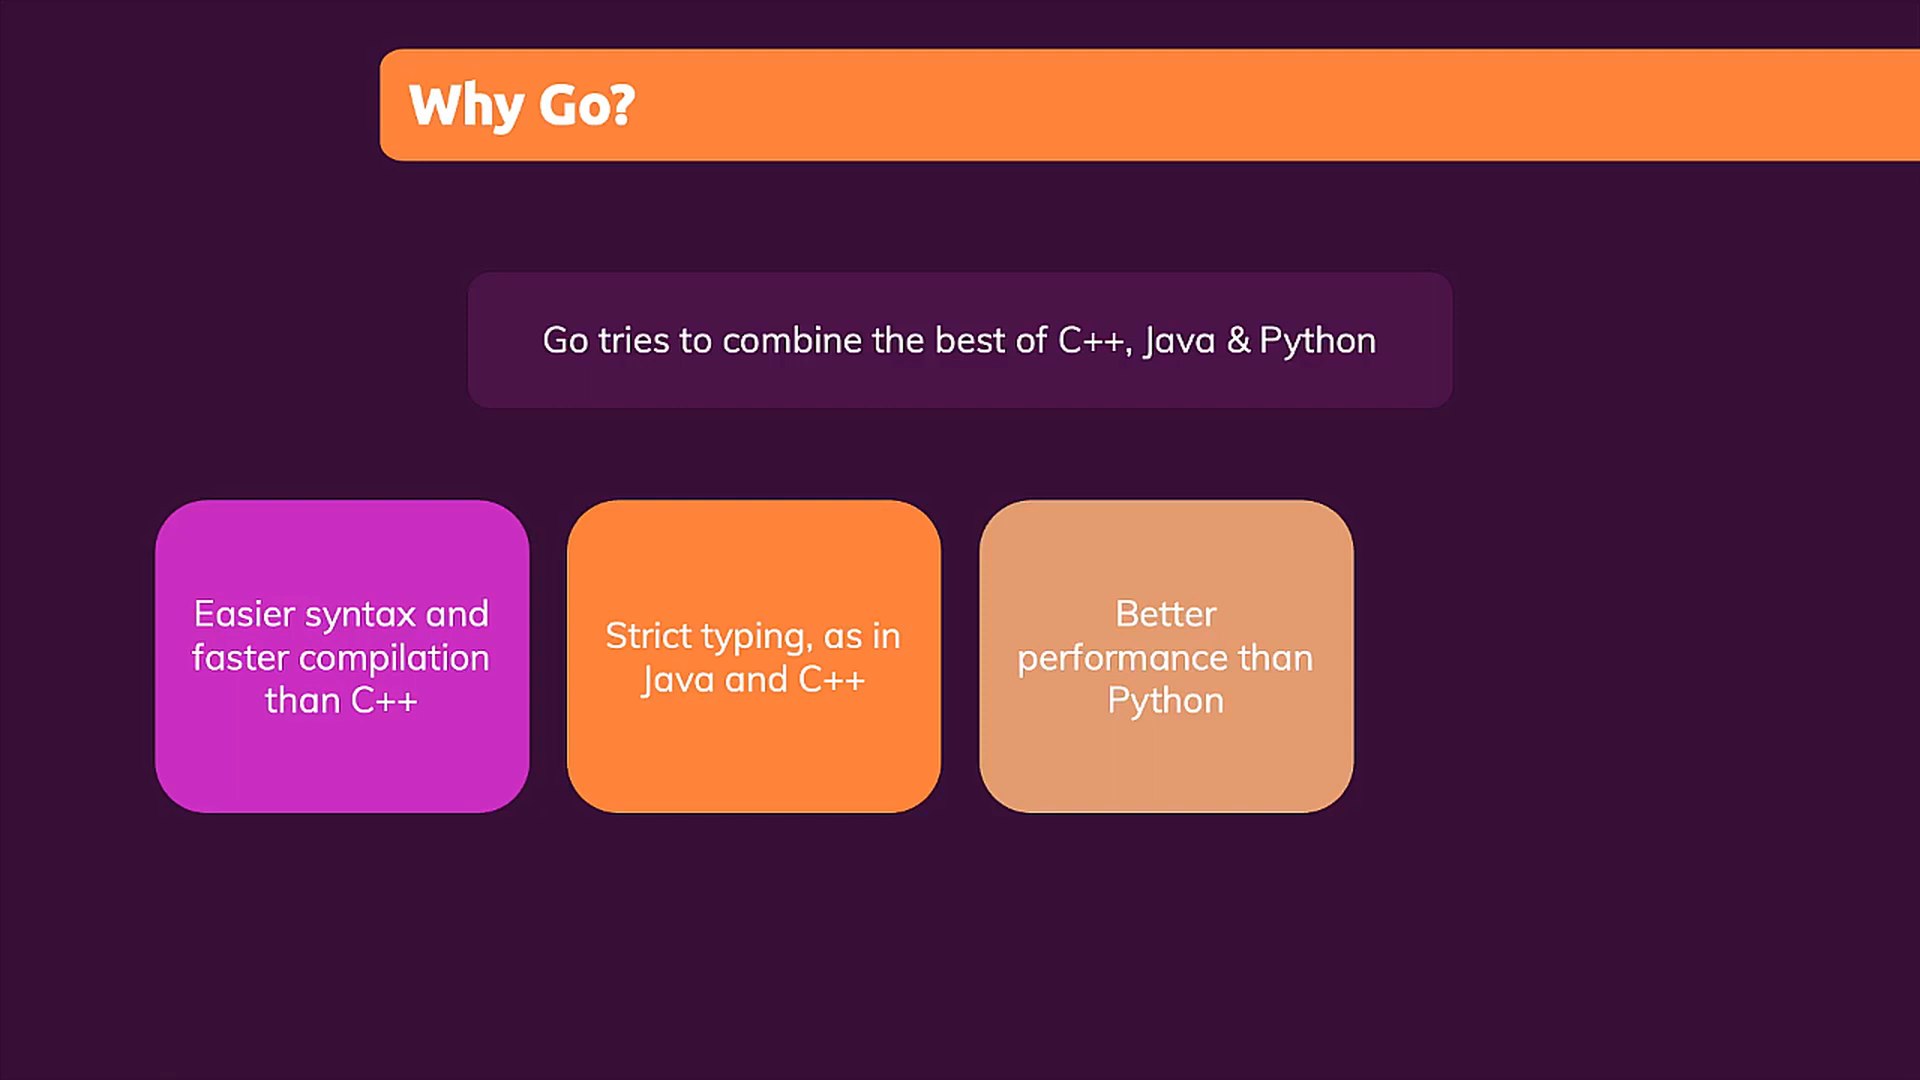 Why Go?
Go tries to combine the best of C++, Java & Python
Easier syntax and
faster compilation
than C++
Strict typing, as in
Java and C++
Better
performance than
Python